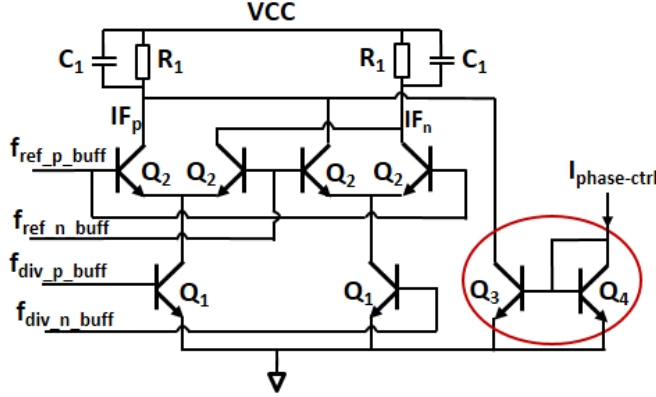 VCC
C1 R1 R1 C1
IFp IFn
fref_p_buff
Q2 Q2 Q2 Q2
Iphase-ctrl
fref_n_buff
fdiv_p_buff
Q1 Q1 Q3 Q4
fdiv_n_buff